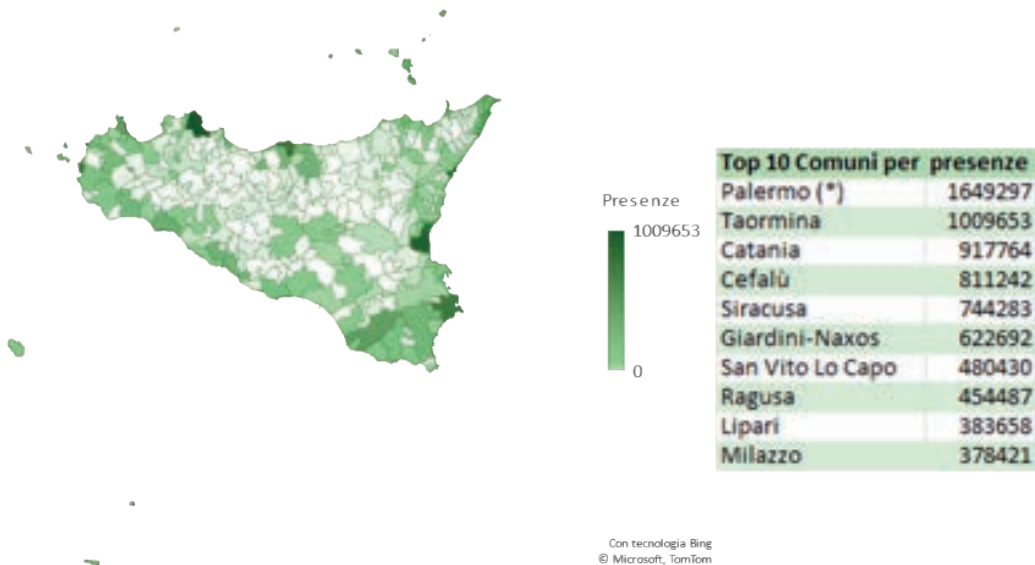 Presenze
1009653
0
Top 10 Comuni per presenze
Palermo (*) 1649297
Taormina 1009653
Catania 917764
Cefalù 811242
Siracusa 744283
Giardini-Naxos 622692
San Vito Lo Capo 480430
Ragusa 454487
Lipari 383658
Milazzo 378421
Con tecnologia Bing
© Microsoft, TomTom